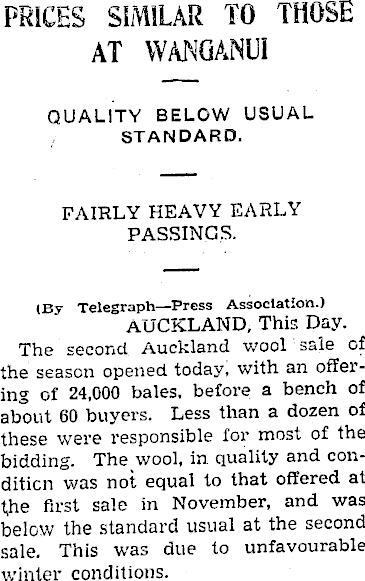 PRICES SIMILAR TO THOSE
AT WANGANUI
QUALITY BELOW USUAL
STANDARD.
FAIRLY HEAVY EARLY
PASSINGS.
(By Telegraph—Press Association.)
AUCKLAND, This Day.
The second Auckland wool sale of
the season opened today, with an offer-
ing of 24,000 bales, before a bench of
about 60 buyers. Less than a dozen of
these were responsible for most of the
bidding. The wool, in quality and con-
dition was not equal to that offered at
the first sale in November, and was
below the standard usual at the second
sale. This was due to unfavourable
winter conditions.